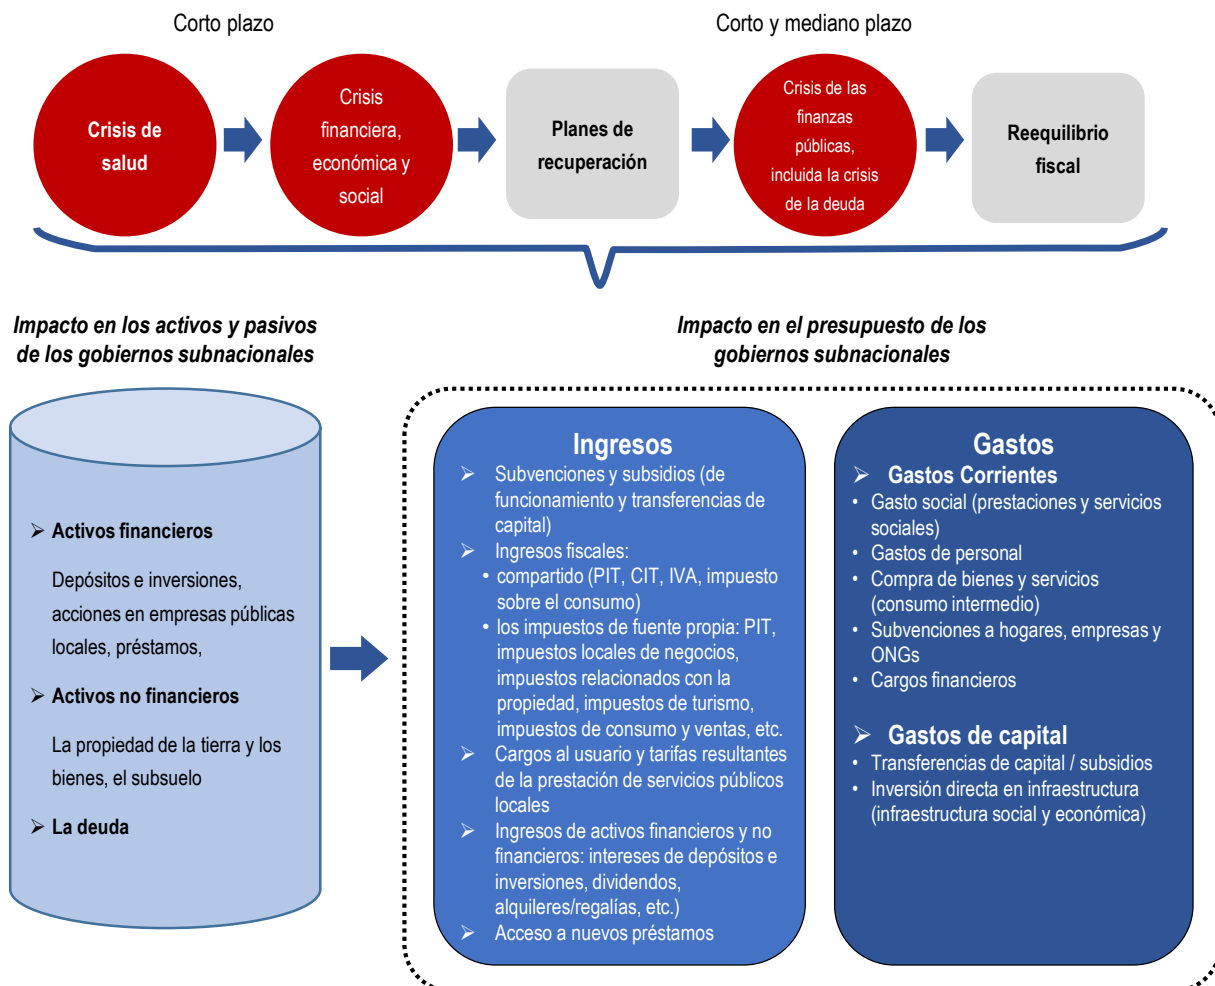 Corto plazo
Corto y mediano plazo
Crisis de
salud
Crisis
financiera,
económica y
social
Planes de
recuperación
Crisis de las
finanzas
públicas,
incluida la crisis
de la deuda
Reequilibrio
fiscal
Impacto en los activos y pasivos
de los gobiernos subnacionales
Impacto en el presupuesto de los
gobiernos subnacionales
➢ Activos financieros
Depósitos e inversiones,
acciones en empresas públicas
locales, préstamos,
➢ Activos no financieros
La propiedad de la tierra y los
bienes, el subsuelo
➢ La deuda
Ingresos
➢ Subvenciones y subsidios (de
funcionamiento y transferencias de
capital)
➢ Ingresos fiscales:
• compartido (PIT, CIT, IVA, impuesto
sobre el consumo)
• los impuestos de fuente propia: PIT,
impuestos locales de negocios,
impuestos relacionados con la
propiedad, impuestos de turismo,
impuestos de consumo y ventas, etc.
➢ Cargos al usuario y tarifas resultantes
de la prestación de servicios públicos
locales
➢ Ingresos de activos financieros y no
financieros: intereses de depósitos e
inversiones, dividendos,
alquileres/regalías, etc.)
➢ Acceso a nuevos préstamos
Gastos
➢ Gastos Corrientes
• Gasto social (prestaciones y servicios
sociales)
• Gastos de personal
• Compra de bienes y servicios
(consumo intermedio)
• Subvenciones a hogares, empresas y
ONGs
• Cargos financieros
➢ Gastos de capital
• Transferencias de capital / subsidios
• Inversión directa en infraestructura
(infraestructura social y económica)